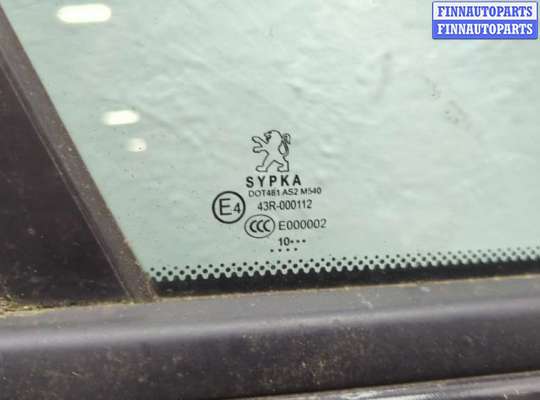 FINNAUTOPARTS
FINNAUTOPARTS
SYPKA
DOT481 AS2 M540
E4 43R-000112
CCC E000002
10•••
••••